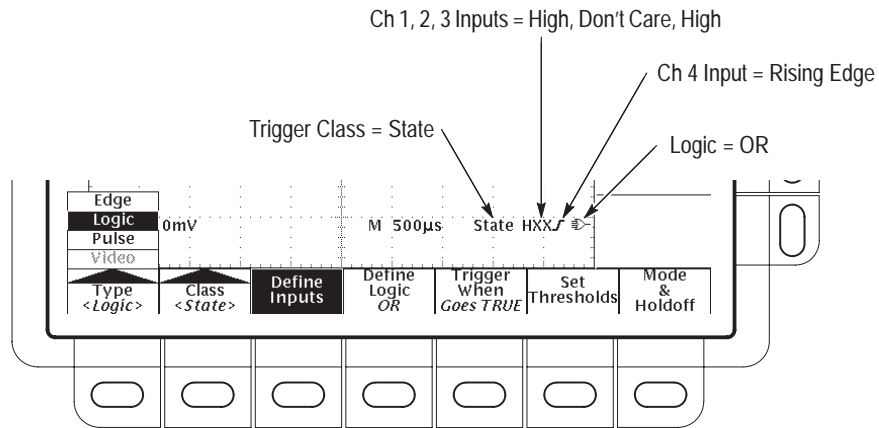 Ch 1, 2, 3 Inputs = High, Don't Care, High
Ch 4 Input = Rising Edge
Trigger Class = State
Logic = OR
Edge
Logic
Pulse
Video
0mV
M 500µs
State HXX
Type
<Logic>
Class
<State>
Define
Inputs
Define
Logic
OR
Trigger
When
Goes TRUE
Set
Thresholds
Mode
&
Holdoff